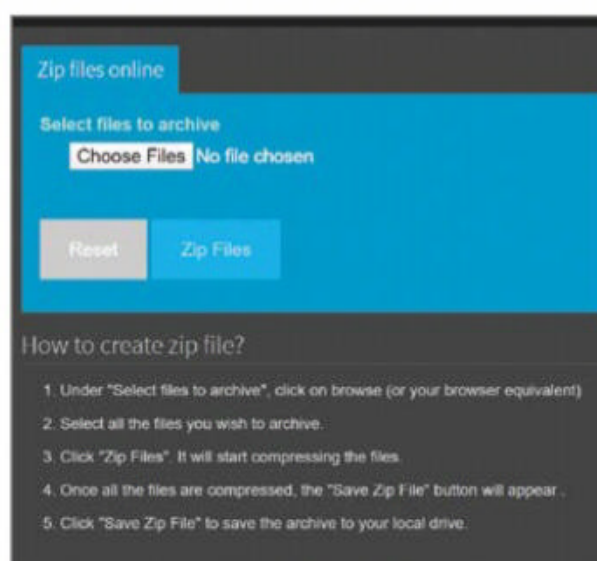 Zip files online
Select files to archive
Choose Files No file chosen
Reset Zip Files
How to create zip file?
1. Under "Select files to archive", click on browse (or your browser equivalent)
2. Select all the files you wish to archive.
3. Click "Zip Files". It will start compressing the files.
4. Once all the files are compressed, the "Save Zip File" button will appear .
5. Click "Save Zip File" to save the archive to your local drive.